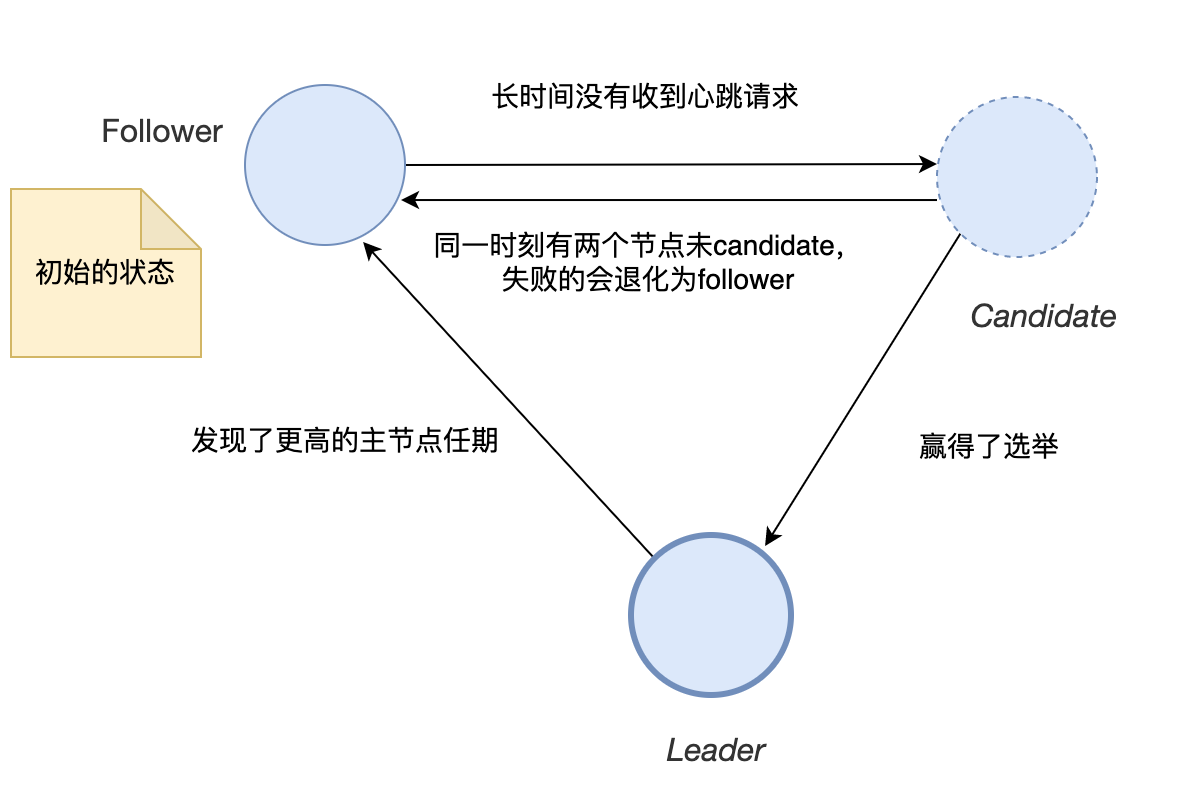 长时间没有收到心跳请求
Follower
初始的状态
同一时刻有两个节点未candidate，
失败的会退化为follower
Candidate
发现了更高的主节点任期
赢得了选举
Leader